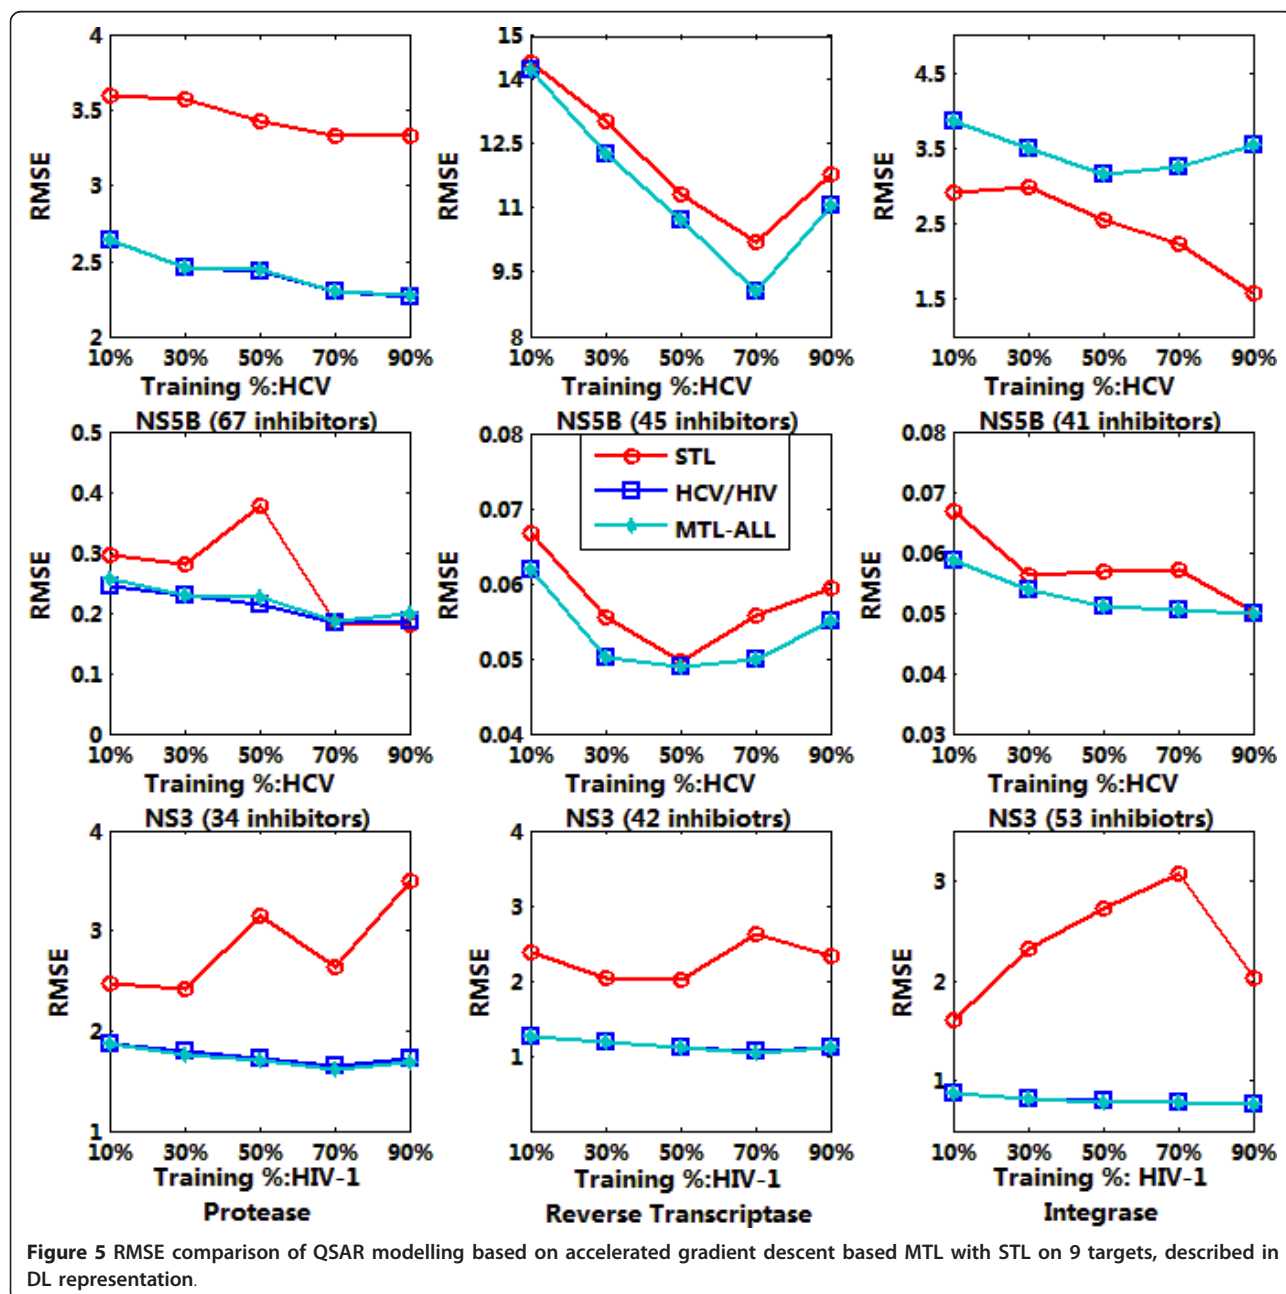 4
3.5
3
2.5
2
RMSE
10% 30% 50% 70% 90%
Training %:HCV
NS5B (67 inhibitors)
15
14
12.5
11
9.5
8
RMSE
10% 30% 50% 70% 90%
Training %:HCV
NS5B (45 inhibitors)
4.5
3.5
2.5
1.5
RMSE
10% 30% 50% 70% 90%
Training %:HCV
NS5B (41 inhibitors)
0.5
0.4
0.3
0.2
0.1
0
RMSE
10% 30% 50% 70% 90%
Training %:HCV
NS3 (34 inhibitors)
0.08
0.07
0.06
0.05
0.04
RMSE
STL
HCV/HIV
MTL-ALL
10% 30% 50% 70% 90%
Training %:HCV
NS3 (42 inhibiotrs)
0.08
0.07
0.06
0.05
0.04
0.03
RMSE
10% 30% 50% 70% 90%
Training %:HCV
NS3 (53 inhibiotrs)
4
3
2
1
RMSE
10% 30% 50% 70% 90%
Training %:HIV-1
Protease
4
3
2
1
RMSE
10% 30% 50% 70% 90%
Training %:HIV-1
Reverse Transcriptase
3
2
1
RMSE
10% 30% 50% 70% 90%
Training %: HIV-1
Integrase
Figure 5 RMSE comparison of QSAR modelling based on accelerated gradient descent based MTL with STL on 9 targets, described in
DL representation.